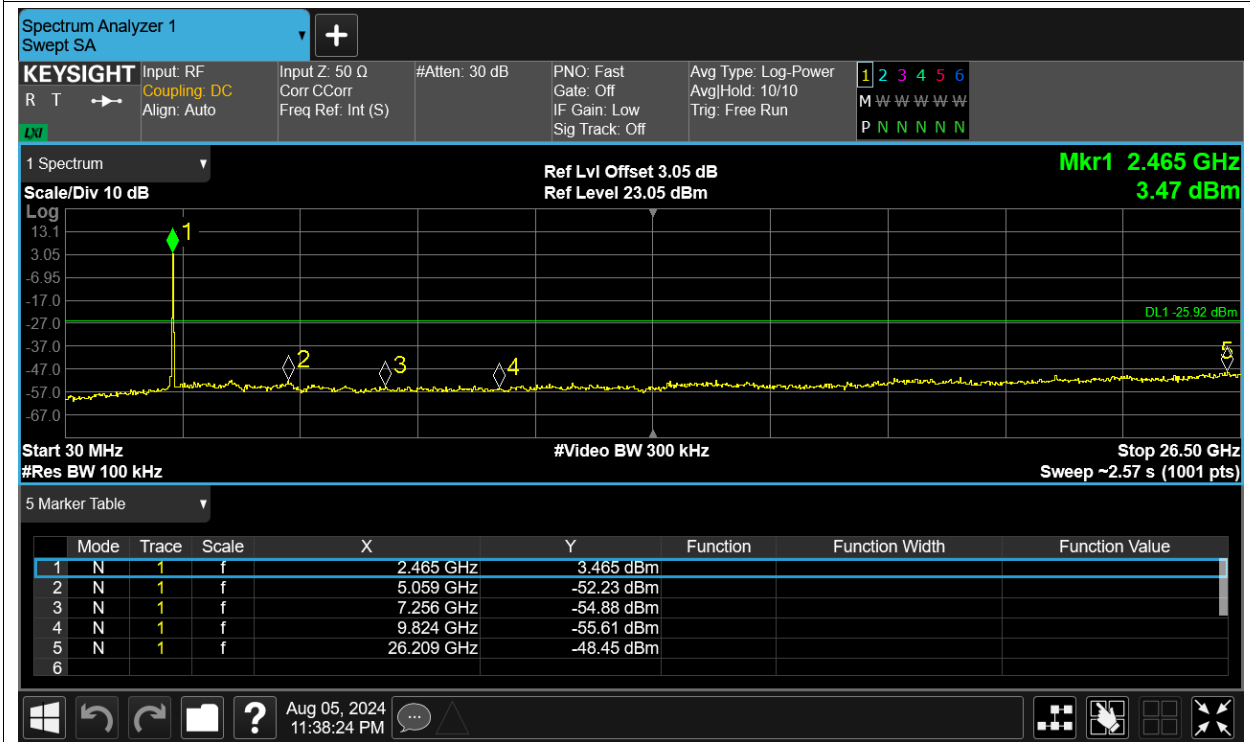 Spectrum Analyzer 1
Swept SA
+
KEYSIGHT
R T
LXI
Input: RF
Coupling: DC
Align: Auto
Input Z: 50 Ω
Corr CCorr
Freq Ref: Int (S)
#Atten: 30 dB
PNO: Fast
Gate: Off
IF Gain: Low
Sig Track: Off
Avg Type: Log-Power
Avg|Hold: 10/10
Trig: Free Run
1 2 3 4 5 6
M W W W W W
P N N N N N
1 Spectrum
Scale/Div 10 dB
Ref Lvl Offset 3.05 dB
Ref Level 23.05 dBm
Mkr1 2.465 GHz
3.47 dBm
Log
13.1
3.05
-6.95
-17.0
-27.0
-37.0
-47.0
-57.0
-67.0
1
2
3
4
5
DL1 -25.92 dBm
Start 30 MHz
#Video BW 300 kHz
Stop 26.50 GHz
#Res BW 100 kHz
Sweep ~2.57 s (1001 pts)
5 Marker Table
Mode Trace Scale X Y Function Function Width Function Value
1 N 1 f 2.465 GHz 3.465 dBm
2 N 1 f 5.059 GHz -52.23 dBm
3 N 1 f 7.256 GHz -54.88 dBm
4 N 1 f 9.824 GHz -55.61 dBm
5 N 1 f 26.209 GHz -48.45 dBm
6
?
Aug 05, 2024
11:38:24 PM